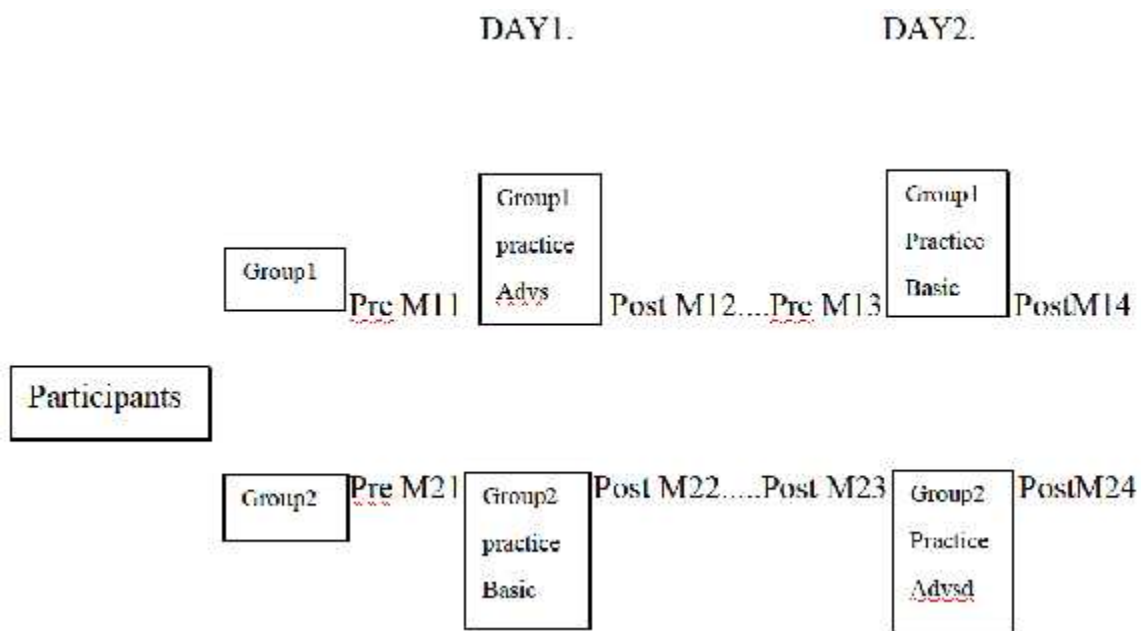 DAY1. DAY2.
Group1
practice
Advs
Group1
Practice
Basic
Group1
Pre M11
Post M12....Pre M13
PostM14
Participants
Group2
Pre M21
Group2
practice
Basic
Post M22.....Post M23
Group2
Practice
Advsd
PostM24